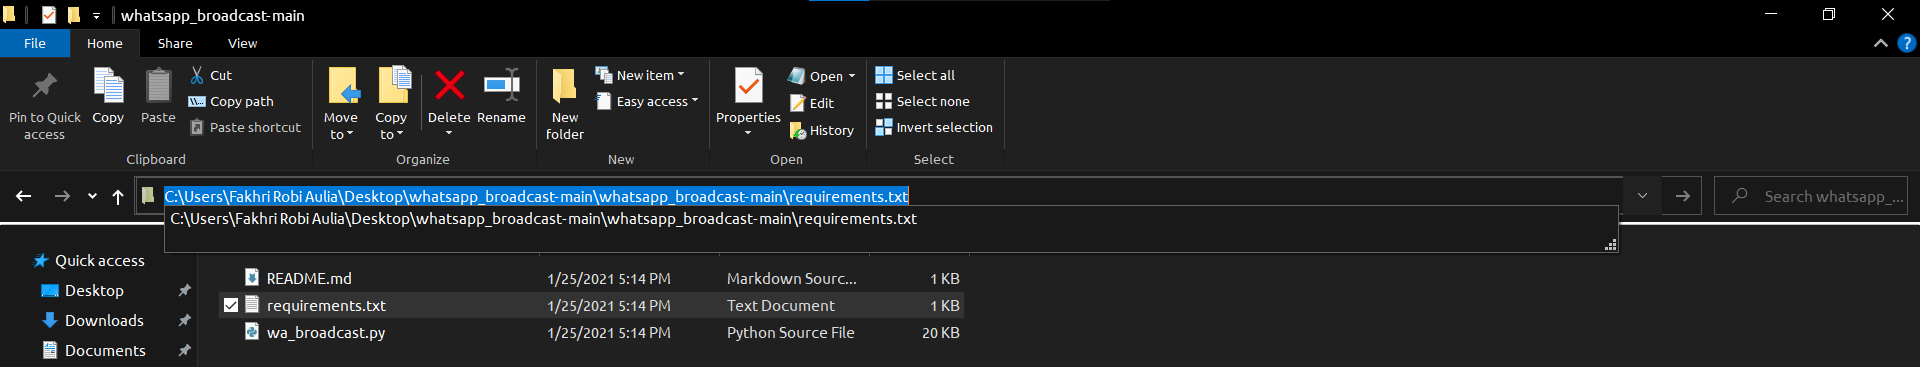 whatsapp_broadcast-main
File Home Share View
Pin to Quick access
Copy
Paste
Cut
Copy path
Paste shortcut
Clipboard
Move to
Copy to
Delete
Rename
Organize
New folder
New item
Easy access
New
Properties
Open
Edit
History
Open
Select all
Select none
Invert selection
Select
C:\Users\Fakhri Robi Aulia\Desktop\whatsapp_broadcast-main\whatsapp_broadcast-main\requirements.txt
Search whatsapp_...
C:\Users\Fakhri Robi Aulia\Desktop\whatsapp_broadcast-main\whatsapp_broadcast-main\requirements.txt
Quick access
Desktop
Downloads
Documents
README.md 1/25/2021 5:14 PM Markdown Sourc... 1 KB
requirements.txt 1/25/2021 5:14 PM Text Document 1 KB
wa_broadcast.py 1/25/2021 5:14 PM Python Source File 20 KB